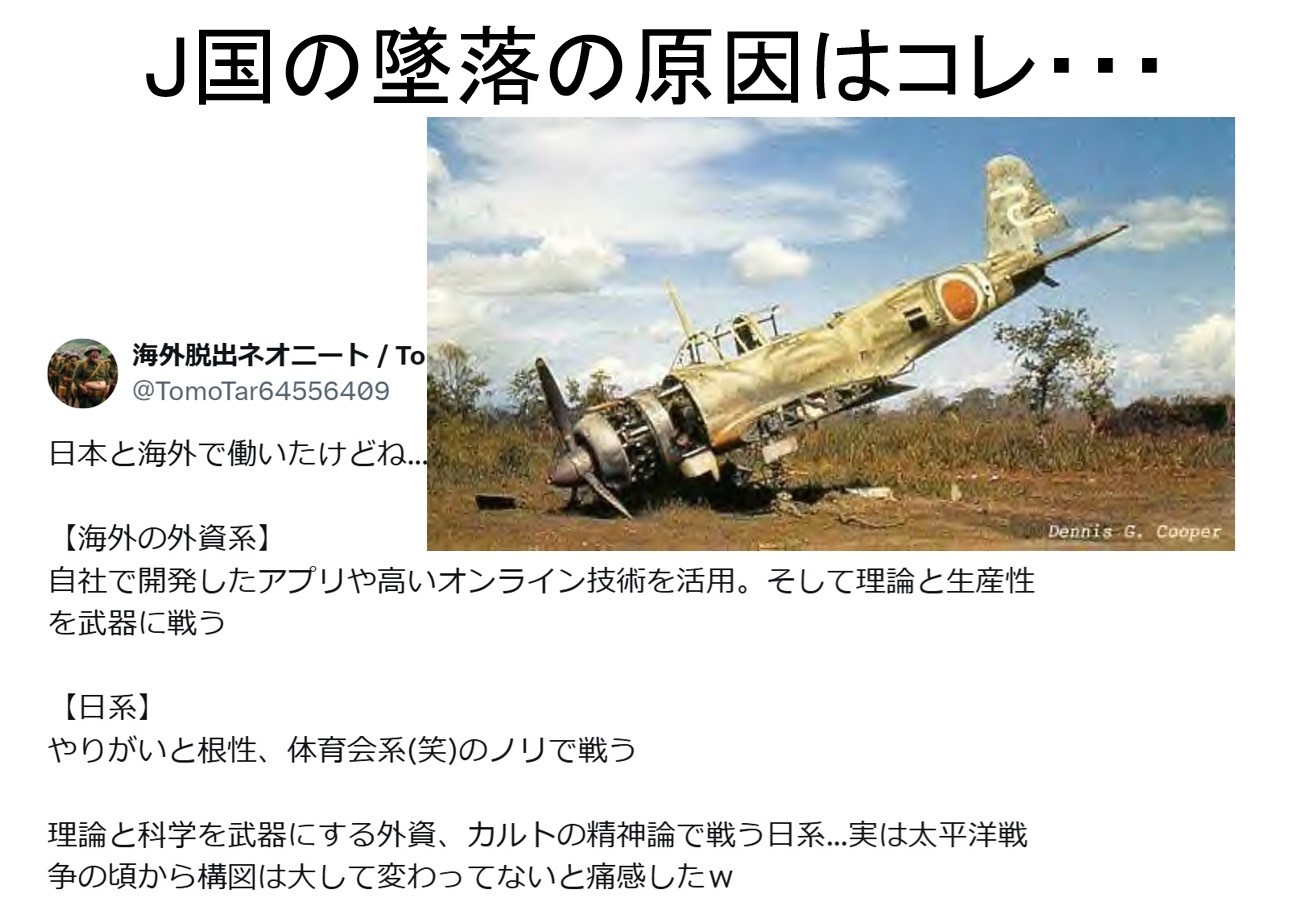 J国の墜落の原因はコレ・・・
海外脱出ネオニート / To
@TomoTar64556409
日本と海外で働いたけどね...
【海外の外資系】
自社で開発したアプリや高いオンライン技術を活用。そして理論と生産性
を武器に戦う
【日系】
やりがいと根性、体育会系(笑)のノリで戦う
理論と科学を武器にする外資、カルトの精神論で戦う日系...実は太平洋戦
争の頃から構図は大して変わってないと痛感したｗ
Dennis G. Cooper